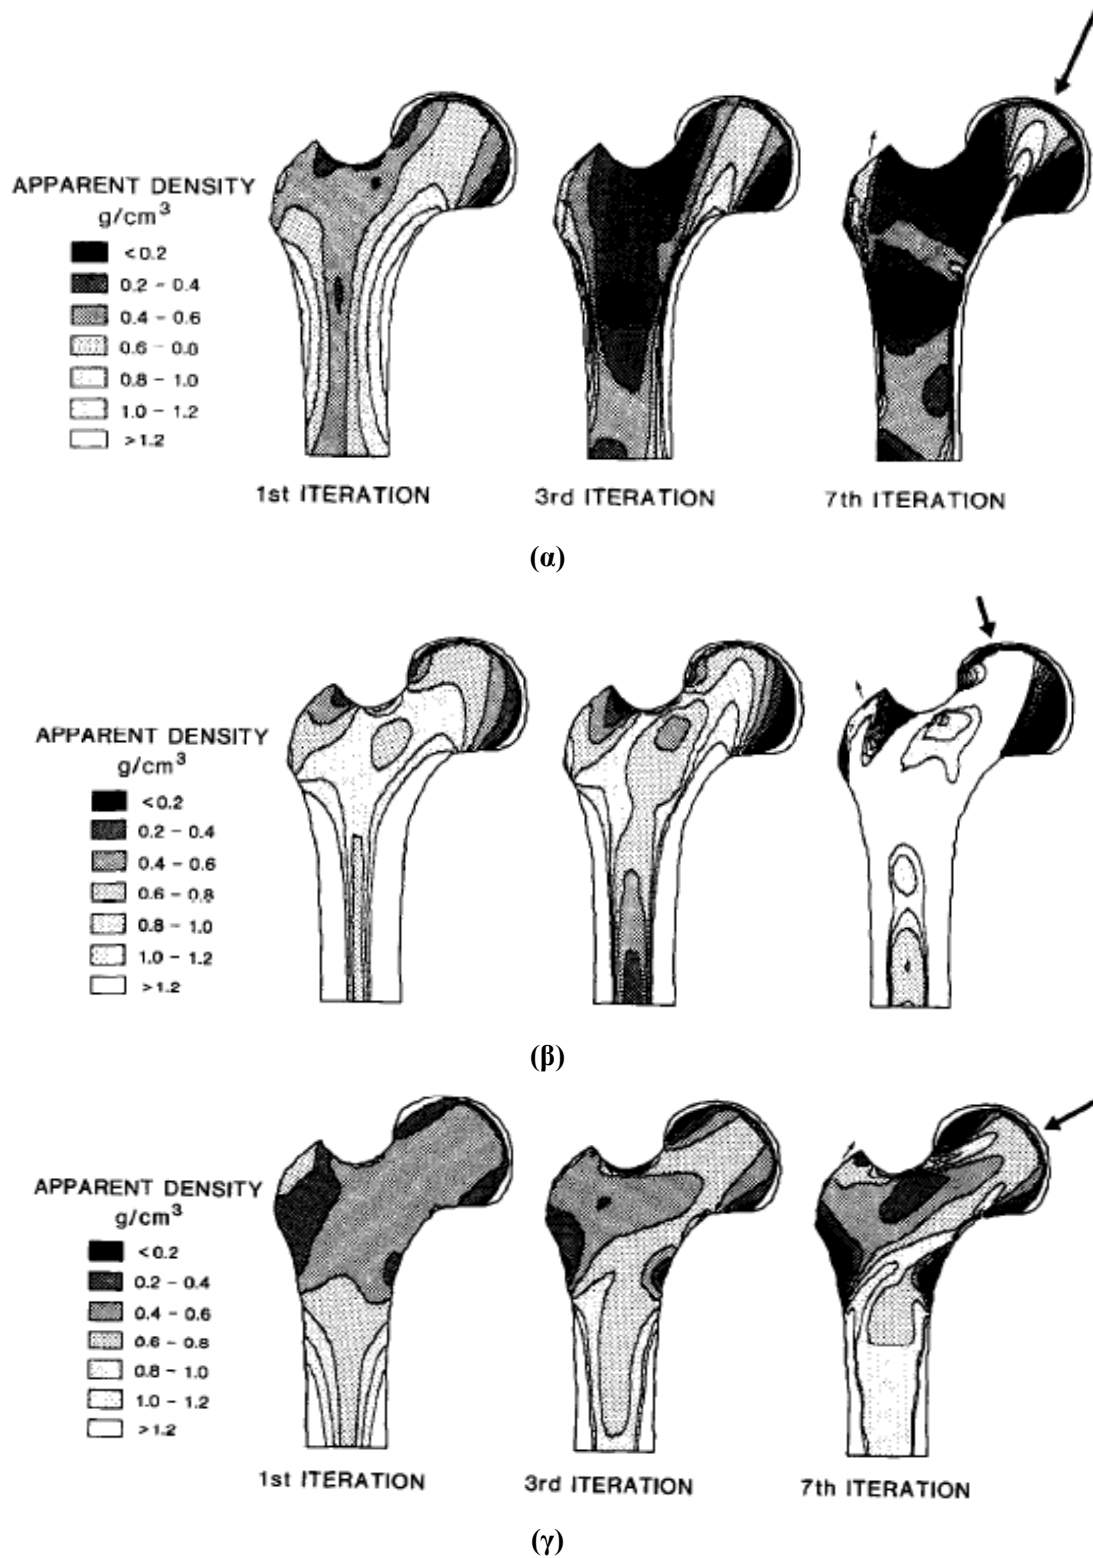 APPARENT DENSITY
g/cm³
<0.2
0.2 – 0.4
0.4 – 0.6
0.6 – 0.8
0.8 – 1.0
1.0 – 1.2
>1.2
1st ITERATION
3rd ITERATION
7th ITERATION
(α)
APPARENT DENSITY
g/cm³
<0.2
0.2 – 0.4
0.4 – 0.6
0.6 – 0.8
0.8 – 1.0
1.0 – 1.2
>1.2
(β)
APPARENT DENSITY
g/cm³
<0.2
0.2 – 0.4
0.4 – 0.6
0.6 – 0.8
0.8 – 1.0
1.0 – 1.2
>1.2
1st ITERATION
3rd ITERATION
7th ITERATION
(γ)